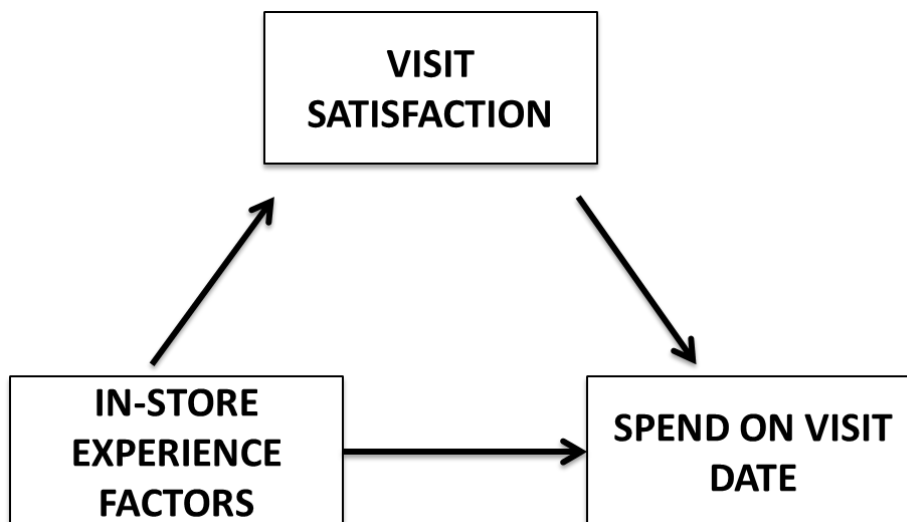 VISIT
SATISFACTION
IN-STORE
EXPERIENCE
FACTORS
SPEND ON VISIT
DATE